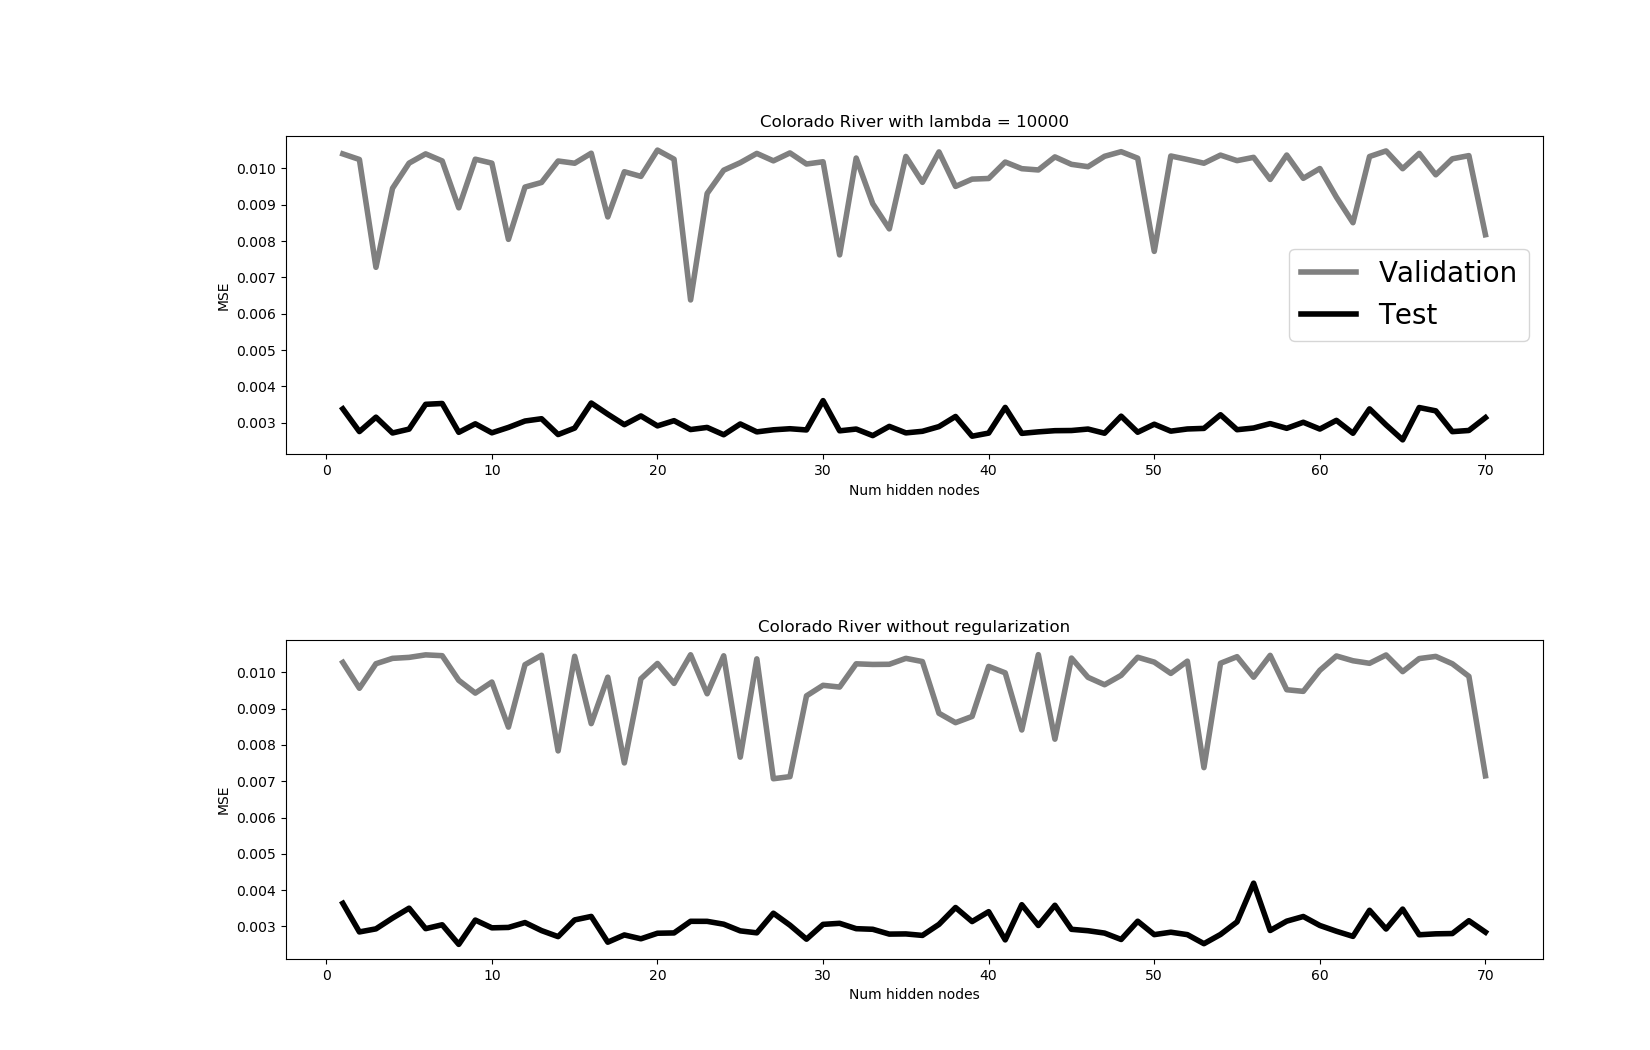 Colorado River with lambda = 10000
0.010
0.009
0.008
0.007
0.006
0.005
0.004
0.003
MSE
Validation
Test
0 10 20 30 40 50 60 70
Num hidden nodes
Colorado River without regularization
0.010
0.009
0.008
0.007
0.006
0.005
0.004
0.003
MSE
0 10 20 30 40 50 60 70
Num hidden nodes